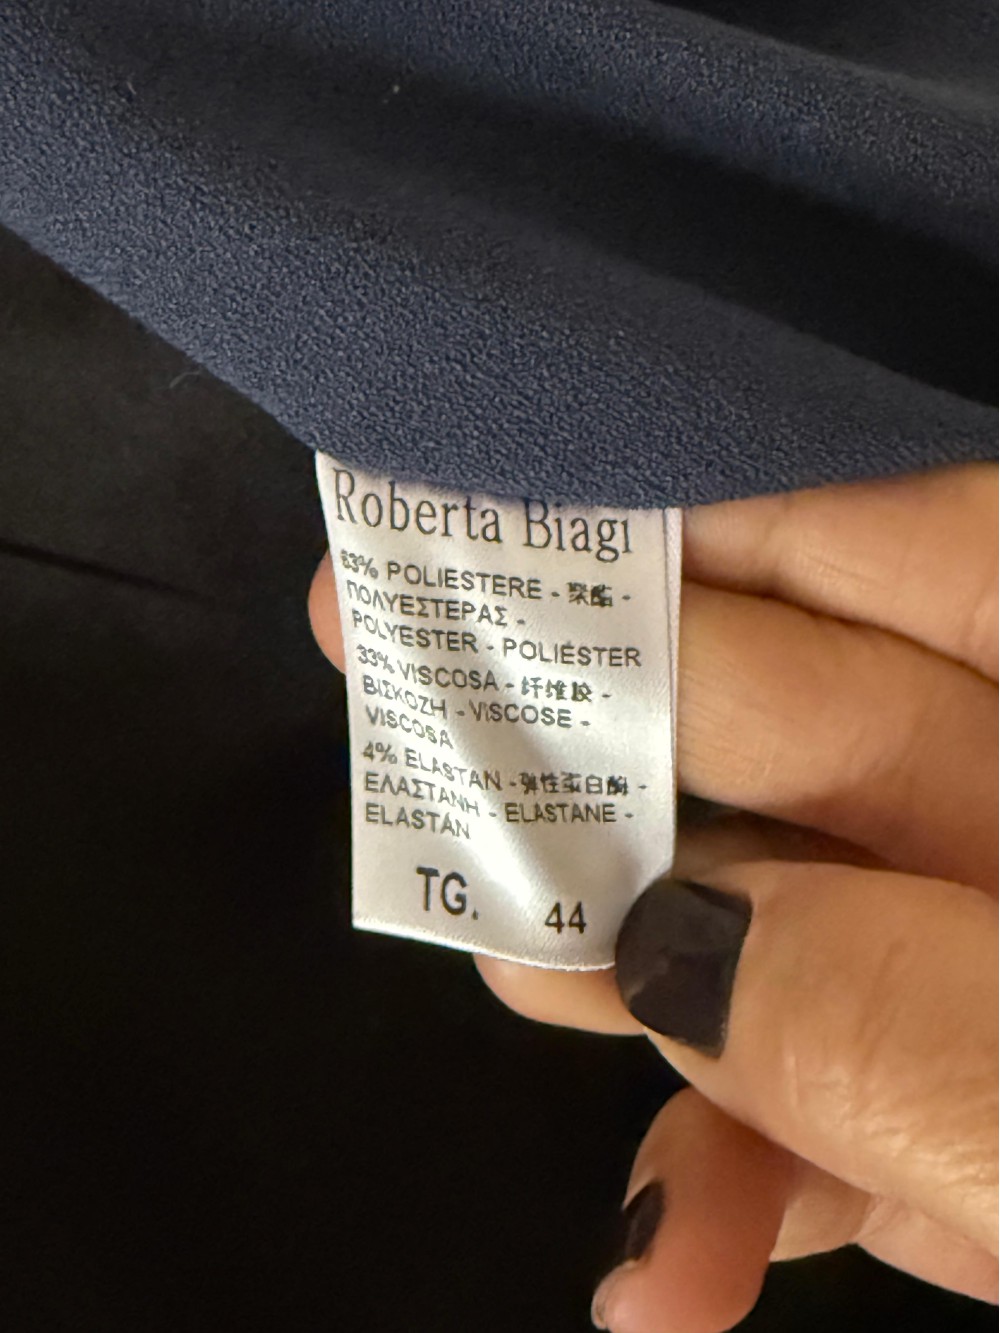 Roberta Biagi
63% POLIESTERE - 聚酯 -
ΠΟΛΥΕΣΤΕΡΑΣ -
POLYESTER - POLIÉSTER
33% VISCOSA - 纤维胶 -
ΒΙΣΚΟΖΗ - VISCOSE -
VISCOSA
4% ELASTAN - 弹性蛋白酶 -
ΕΛΑΣΤΑΝΗ - ELASTANE -
ELASTÁN
TG. 44